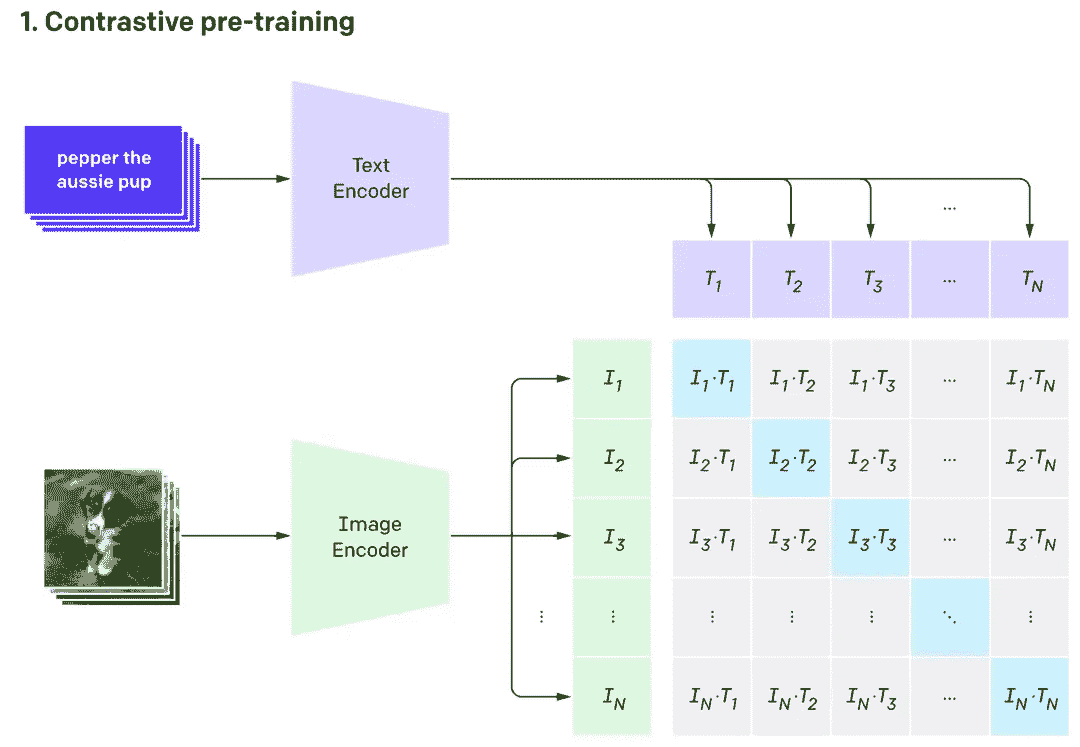 1. Contrastive pre-training
pepper the
aussie pup
Text
Encoder
...
T1 T2 T3 ... TN
I1 I1·T1 I1·T2 I1·T3 ... I1·TN
I2 I2·T1 I2·T2 I2·T3 ... I2·TN
Image
Encoder
I3 I3·T1 I3·T2 I3·T3 ... I3·TN
⋮ ⋮ ⋮ ⋮ ⋮ ⋱ ⋮
IN IN·T1 IN·T2 IN·T3 ... IN·TN